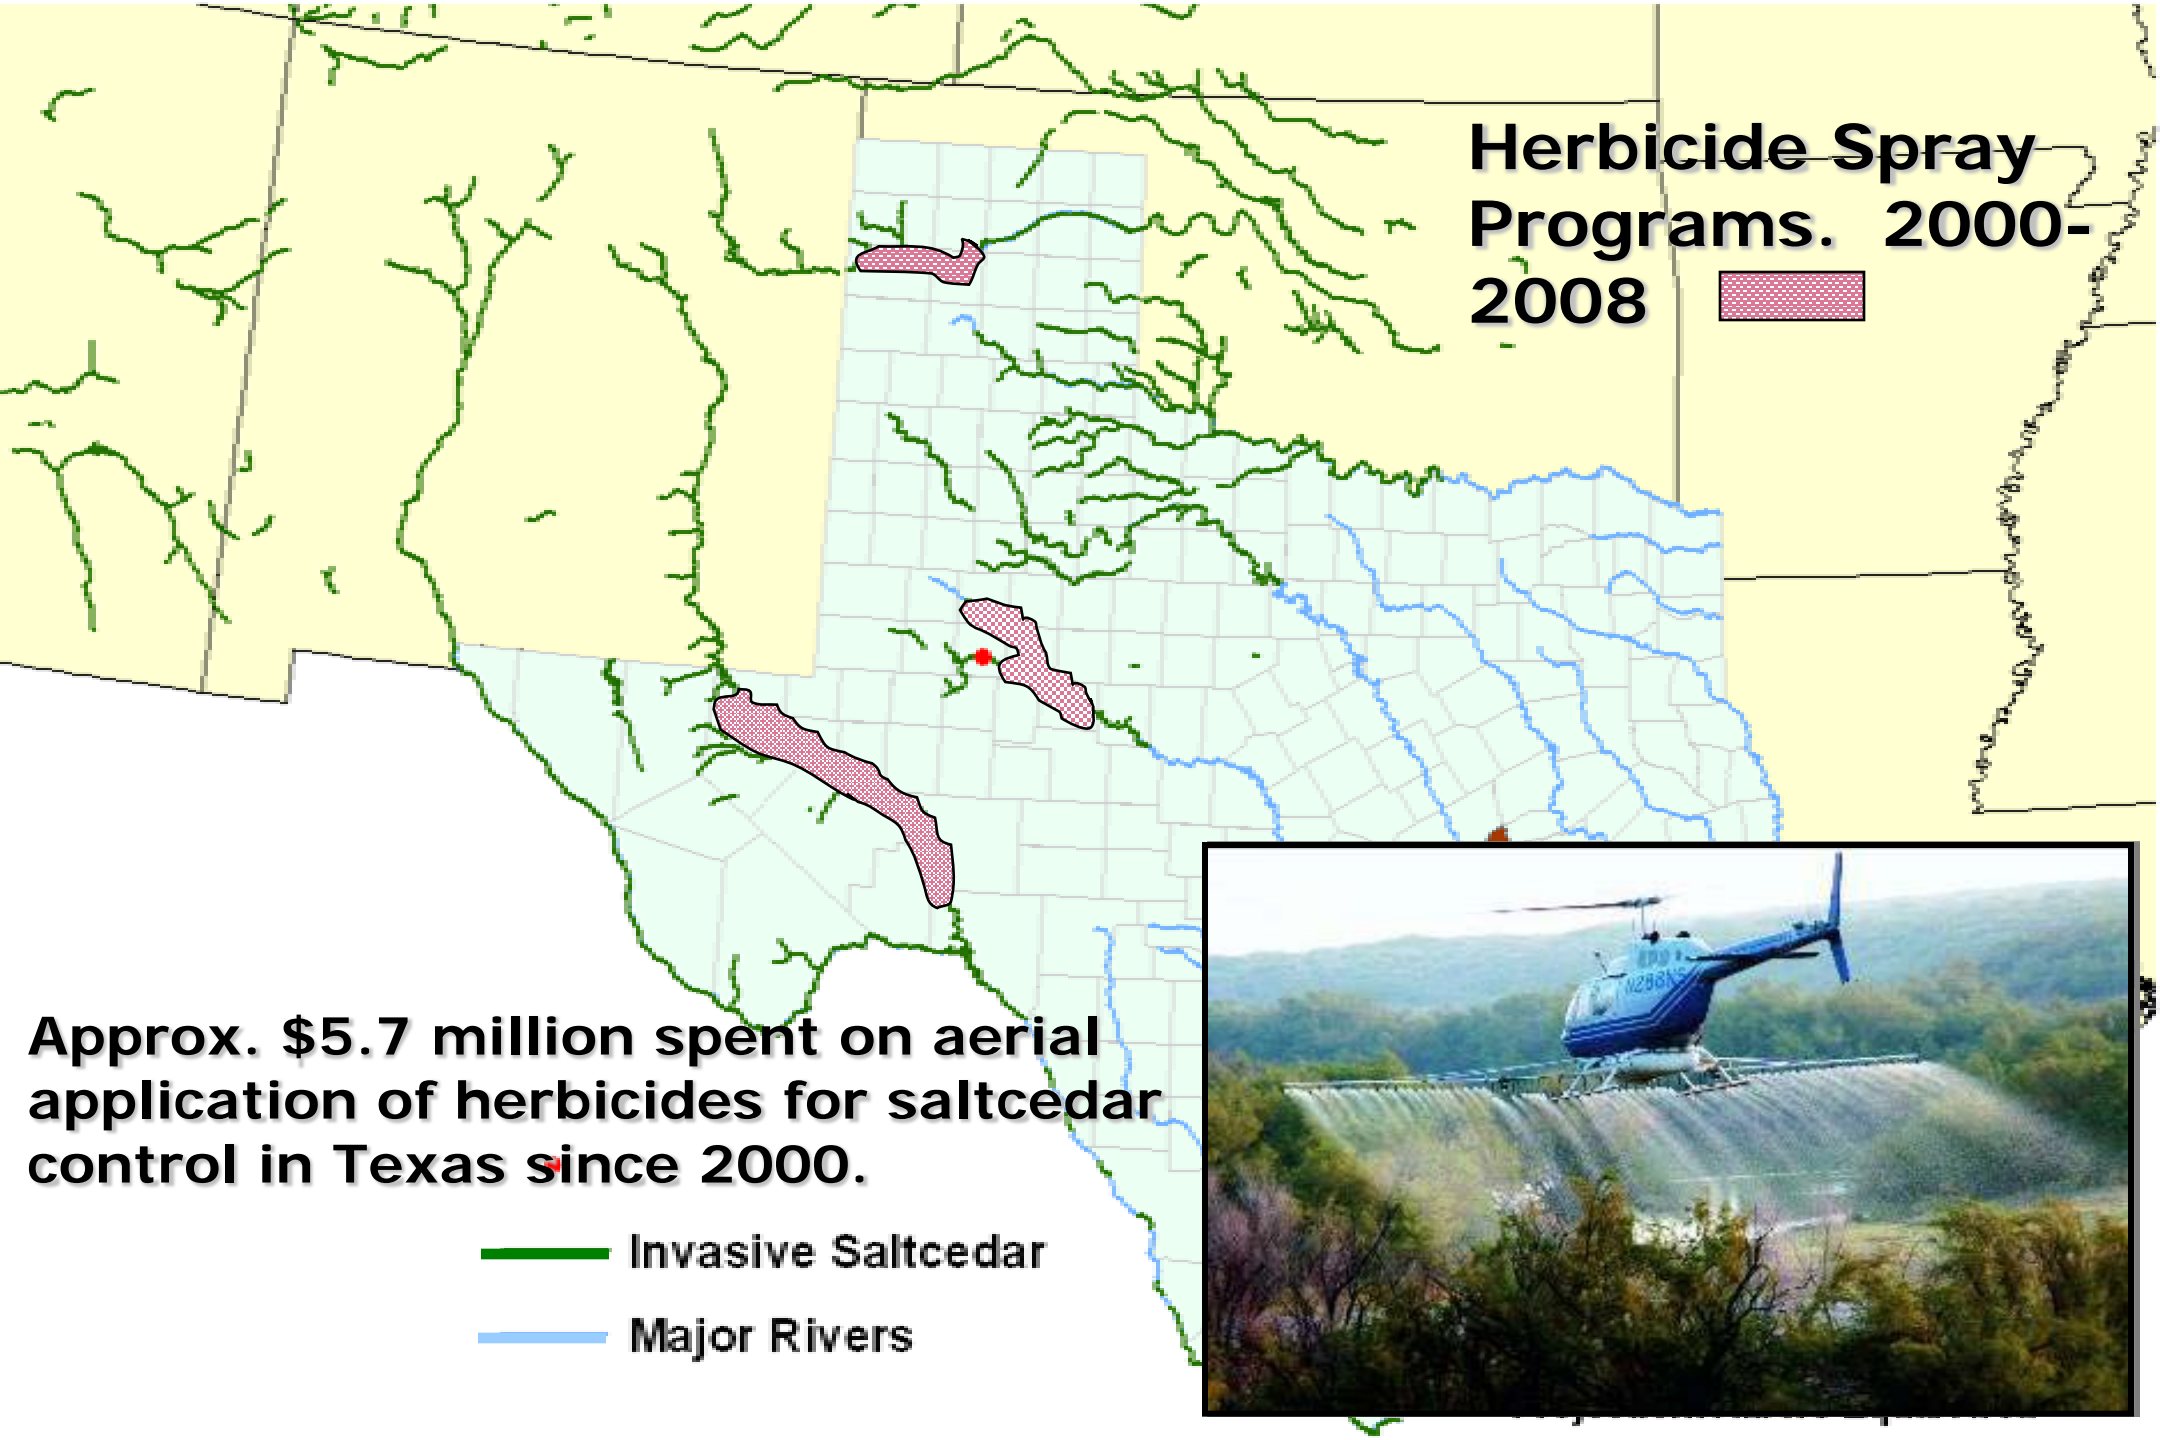 Herbicide Spray
Programs. 2000-
2008
Approx. $5.7 million spent on aerial
application of herbicides for saltcedar
control in Texas since 2000.
Invasive Saltcedar
Major Rivers